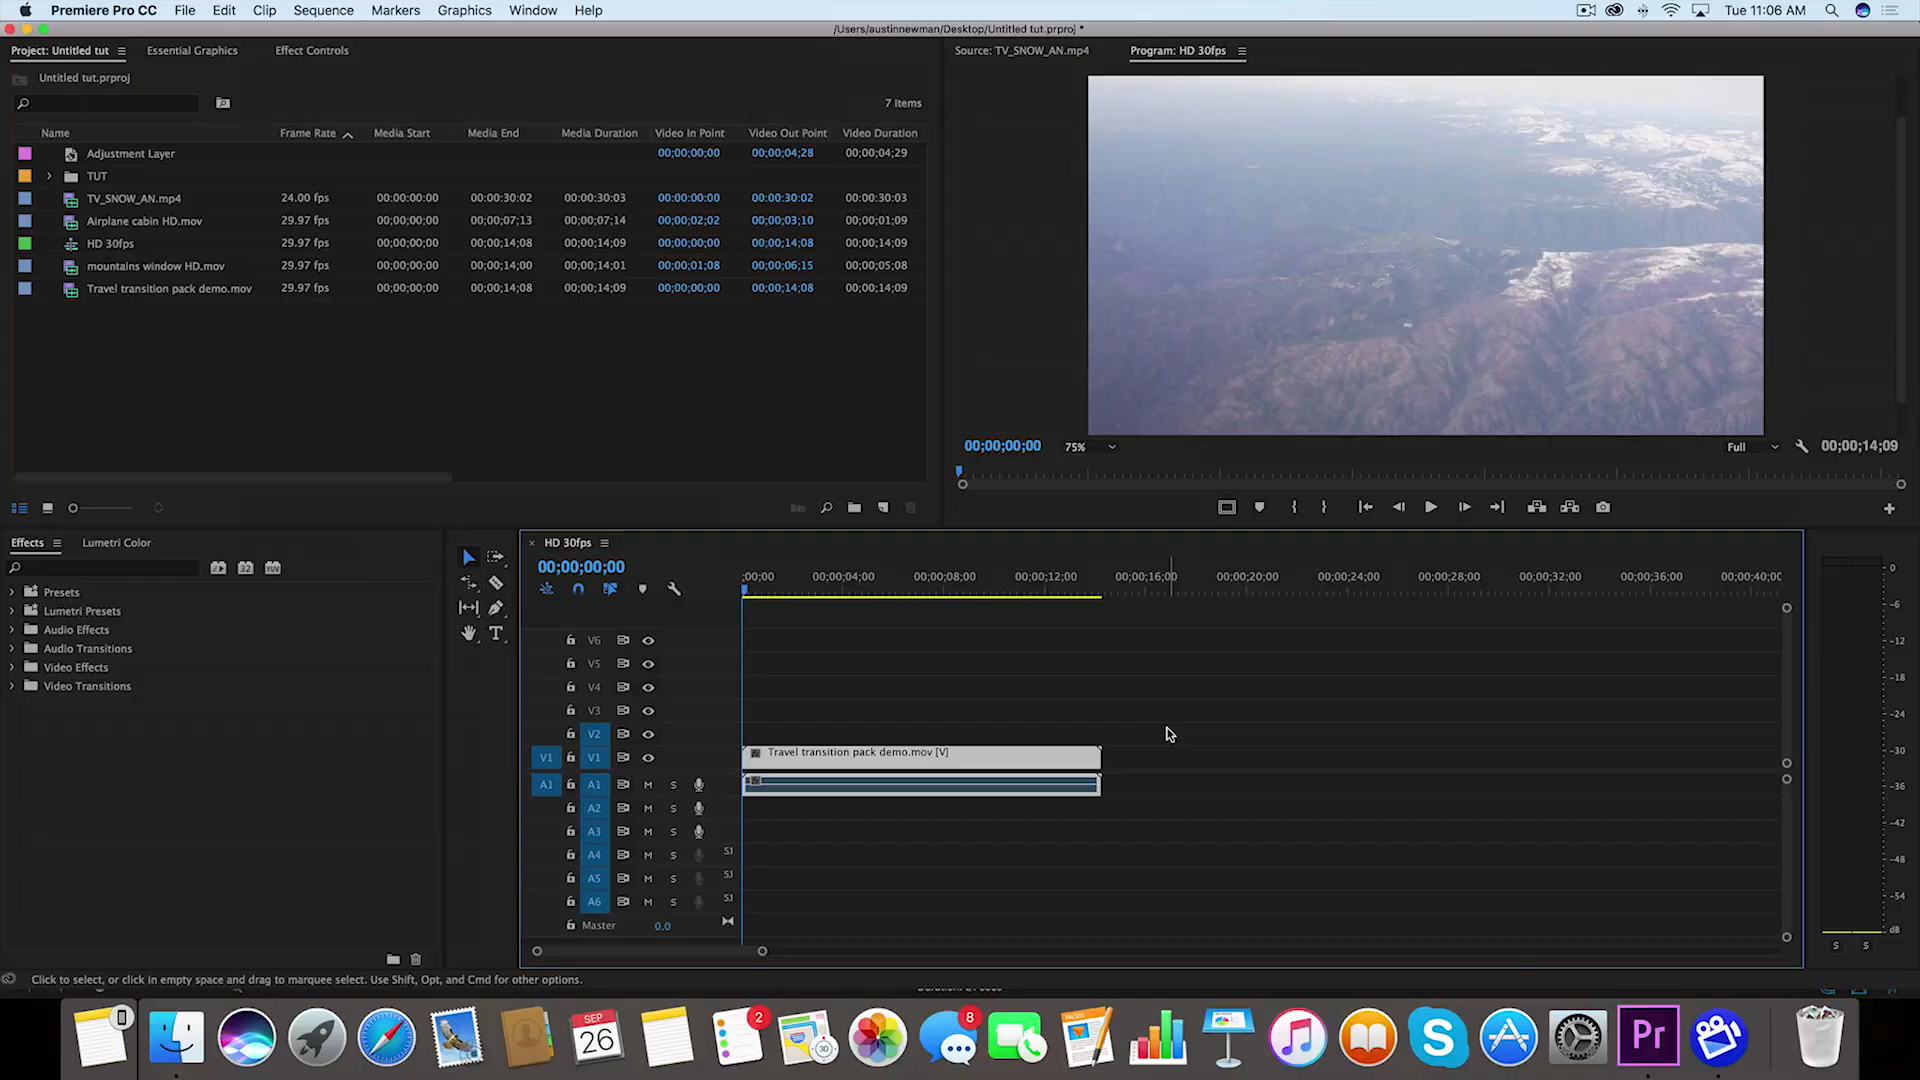 Premiere Pro CC File Edit Clip Sequence Markers Graphics Window Help Tue 11:06 AM
/Users/austinnewman/Desktop/Untitled tut.prproj *
Project: Untitled tut Essential Graphics Effect Controls
Untitled tut.prproj
7 Items
Name Frame Rate Media Start Media End Media Duration Video In Point Video Out Point Video Duration
Adjustment Layer 00;00;00;00 00;00;04;28 00;00;04;29
TUT
TV_SNOW_AN.mp4 24.00 fps 00:00:00:00 00:00:30:02 00:00:30:03 00:00:00:00 00:00:30:02 00:00:30:03
Airplane cabin HD.mov 29.97 fps 00;00;00;00 00;00;07;13 00;00;07;14 00;00;02;02 00;00;03;10 00;00;01;09
HD 30fps 29.97 fps 00;00;00;00 00;00;14;08 00;00;14;09 00;00;00;00 00;00;14;08 00;00;14;09
mountains window HD.mov 29.97 fps 00;00;00;00 00;00;14;00 00;00;14;01 00;00;01;08 00;00;06;15 00;00;05;08
Travel transition pack demo.mov 29.97 fps 00;00;00;00 00;00;14;08 00;00;14;09 00;00;00;00 00;00;14;08 00;00;14;09
Source: TV_SNOW_AN.mp4 Program: HD 30fps
00;00;00;00 75% Full 00;00;14;09
Effects Lumetri Color
32 YUV
Presets
Lumetri Presets
Audio Effects
Audio Transitions
Video Effects
Video Transitions
HD 30fps
00;00;00;00
;00;00 00;00;04;00 00;00;08;00 00;00;12;00 00;00;16;00 00;00;20;00 00;00;24;00 00;00;28;00 00;00;32;00 00;00;36;00 00;00;40;00
V6
V5
V4
V3
V2
V1 V1 Travel transition pack demo.mov [V]
A1 A1 M S
A2 M S
A3 M S
A4 M S 5.1
A5 M S 5.1
A6 M S 5.1
Master 0.0
0
-6
-12
-18
-24
-30
-36
-42
-48
-54
dB
S S
Click to select, or click in empty space and drag to marquee select. Use Shift, Opt, and Cmd for other options.
SEP
26
2
30
8
S
Pr